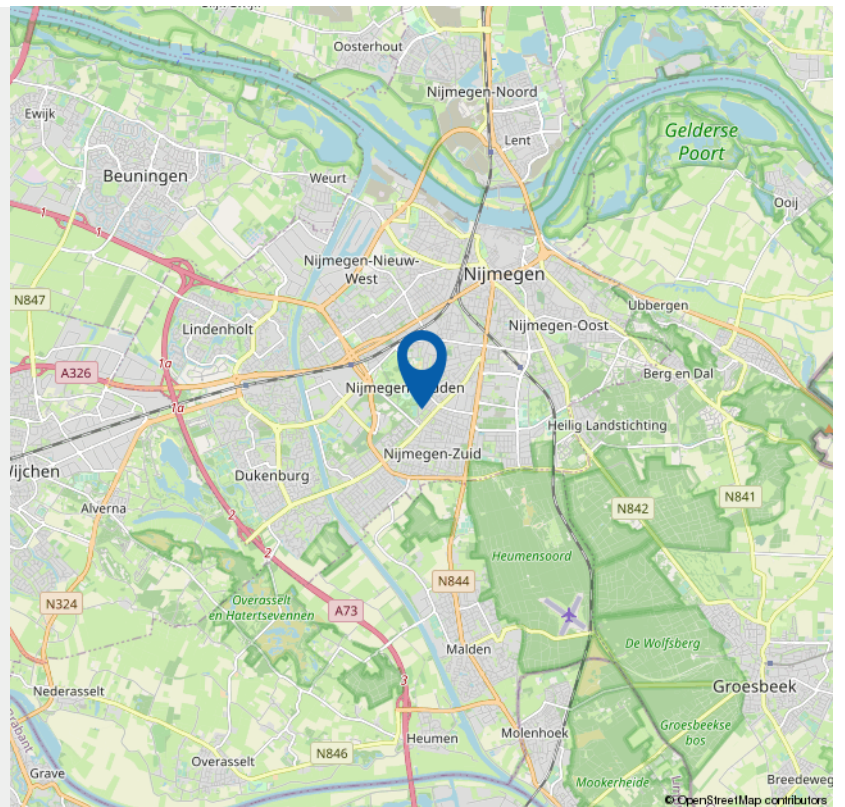 Oosterhout
Nijmegen-Noord
Ewijk
Lent
Gelderse
Poort
Beuningen
Weurt
Ooij
1
1
Nijmegen-Nieuw-
West
Nijmegen
N847
Ubbergen
Lindenholt
Nijmegen-Oost
1a
A326
Berg en Dal
1a
Heilig Landstichting
Nijmegen-Zuid
Wijchen
Dukenburg
N841
Alverna
N842
2
2
Heumensoord
N844
N324
Overasselt
en Hatertsevennen
A73
De Wolfsberg
Malden
3
Groesbeek
Nederasselt
Groesbeekse
bos
Molenhoek
Heumen
N846
Overasselt
Grave
Mookerheide
Breedeweg
© OpenStreetMap contributors